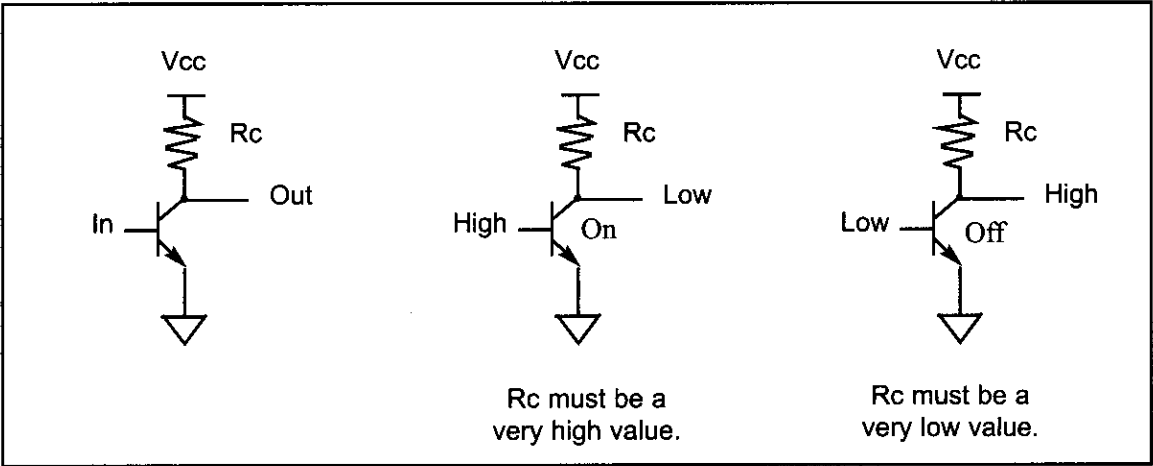 Vcc Vcc Vcc
Rc Rc Rc
In Out High On Low Low Off High
Rc must be a
very high value.
Rc must be a
very low value.